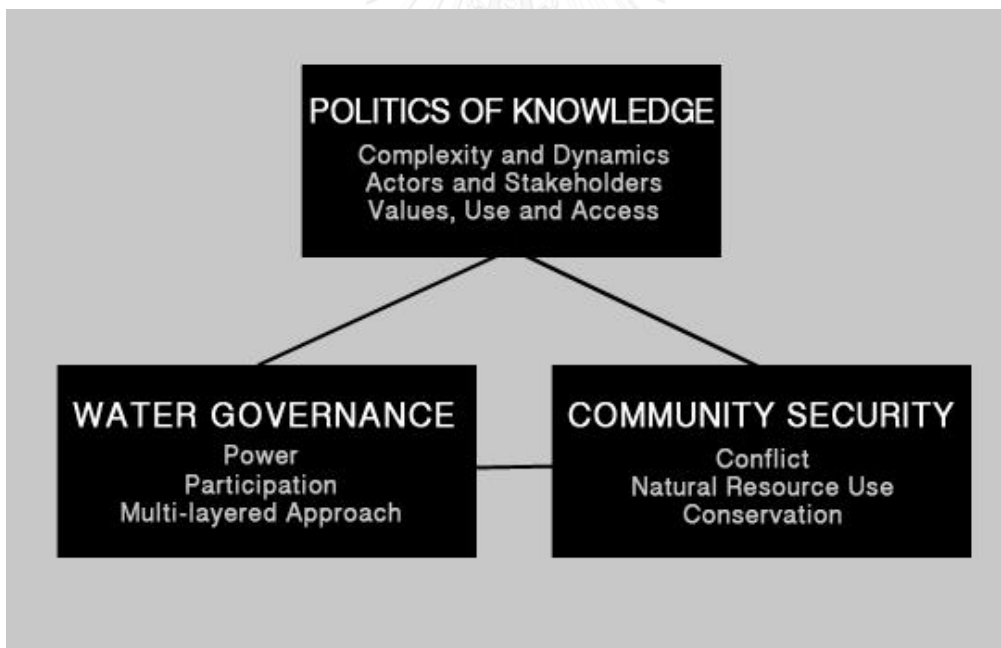 POLITICS OF KNOWLEDGE
Complexity and Dynamics
Actors and Stakeholders
Values, Use and Access
WATER GOVERNANCE
Power
Participation
Multi-layered Approach
COMMUNITY SECURITY
Conflict
Natural Resource Use
Conservation